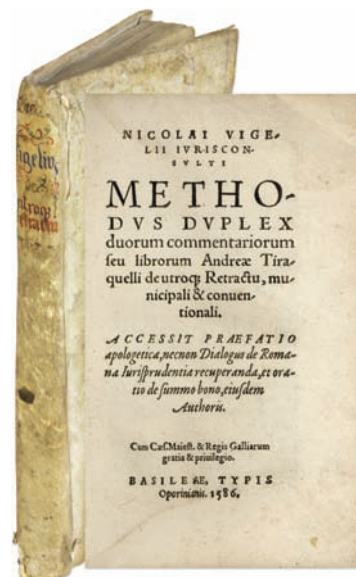 Vigelius
NICOLAI VIGE-
LII IVRISCON-
SVLTI
METHO-
DVS DVPLEX
duorum commentariorum
seu librorum Andreæ Tira-
quelli de utroq; Retractu, mu-
nicipali & conuen-
tionali.
ACCESSIT PRAEFATIO
apologetica, necnon Dialogus de Roma-
na Iurisprudentia recuperanda, et ora-
tio de summo bono, eiusdem
Authoris.
Cum Cæs. Maiest. & Regis Galliarum
gratia & priuilegio.
BASILEAE, TYPIS
Oporinianis. 1586.